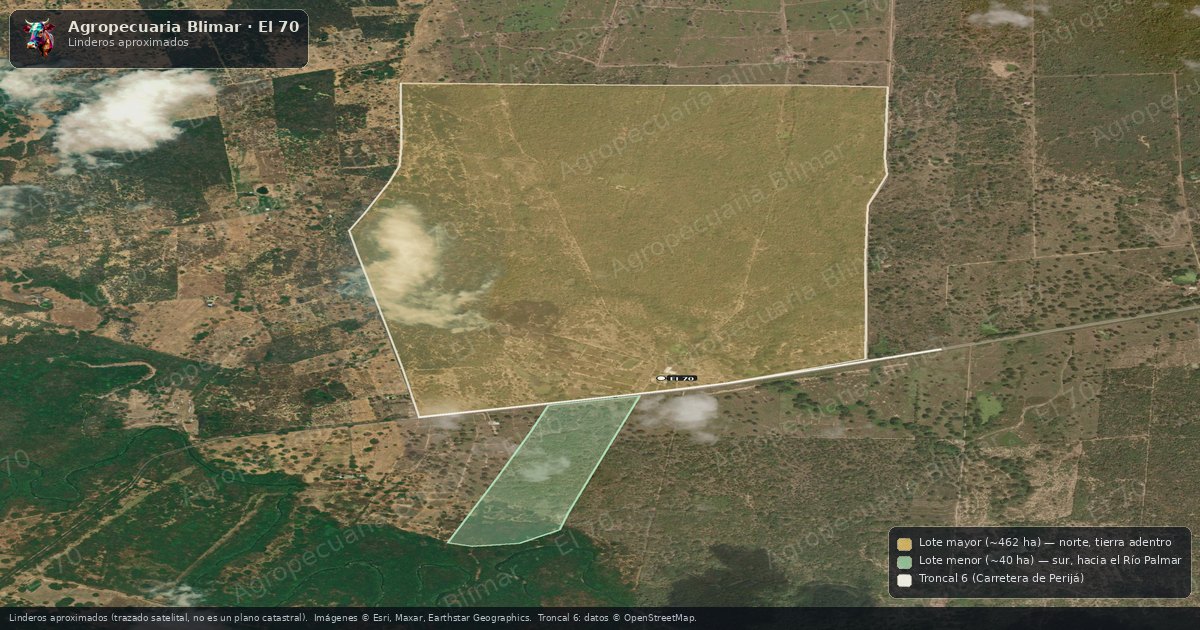 Agropecuaria Blimar · El 70
Linderos aproximados
El 70
Lote mayor (~462 ha) — norte, tierra adentro
Lote menor (~40 ha) — sur, hacia el Río Palmar
Troncal 6 (Carretera de Perijá)
Linderos aproximados (trazado satelital, no es un plano catastral). Imágenes © Esri, Maxar, Earthstar Geographics. Troncal 6: datos © OpenStreetMap.